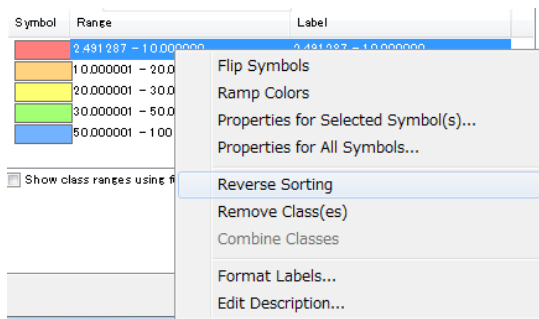 Symbol Range Label
2.491287 - 10.000000 2.491287 - 10.000000
10.000001 - 20.0
20.000001 - 30.0
30.000001 - 50.0
50.000001 - 100
Show class ranges using f
Flip Symbols
Ramp Colors
Properties for Selected Symbol(s)...
Properties for All Symbols...
Reverse Sorting
Remove Class(es)
Combine Classes
Format Labels...
Edit Description...